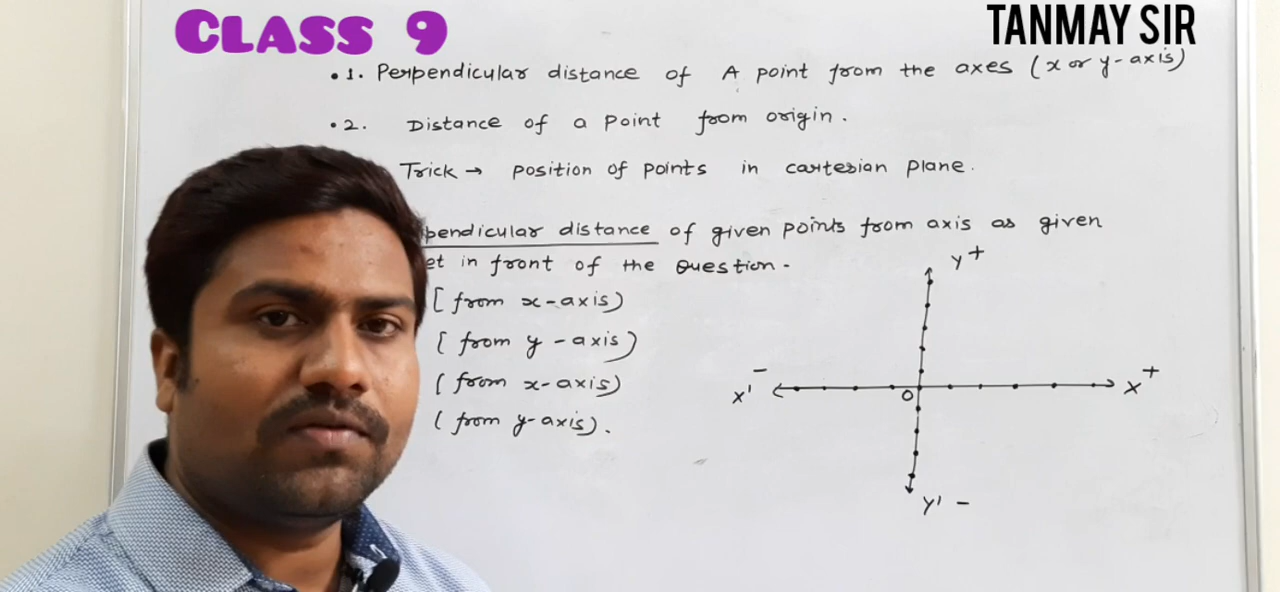 CLASS 9
TANMAY SIR
• 1. Perpendicular distance of A point from the axes (x or y-axis)
• 2. Distance of a point from origin.
Trick → position of points in cartesian plane.
pendicular distance of given points from axis as given
et in front of the question.
[from x-axis)
[from y-axis)
(from x-axis)
(from y-axis).
y+
x' -
O
x+
y' -